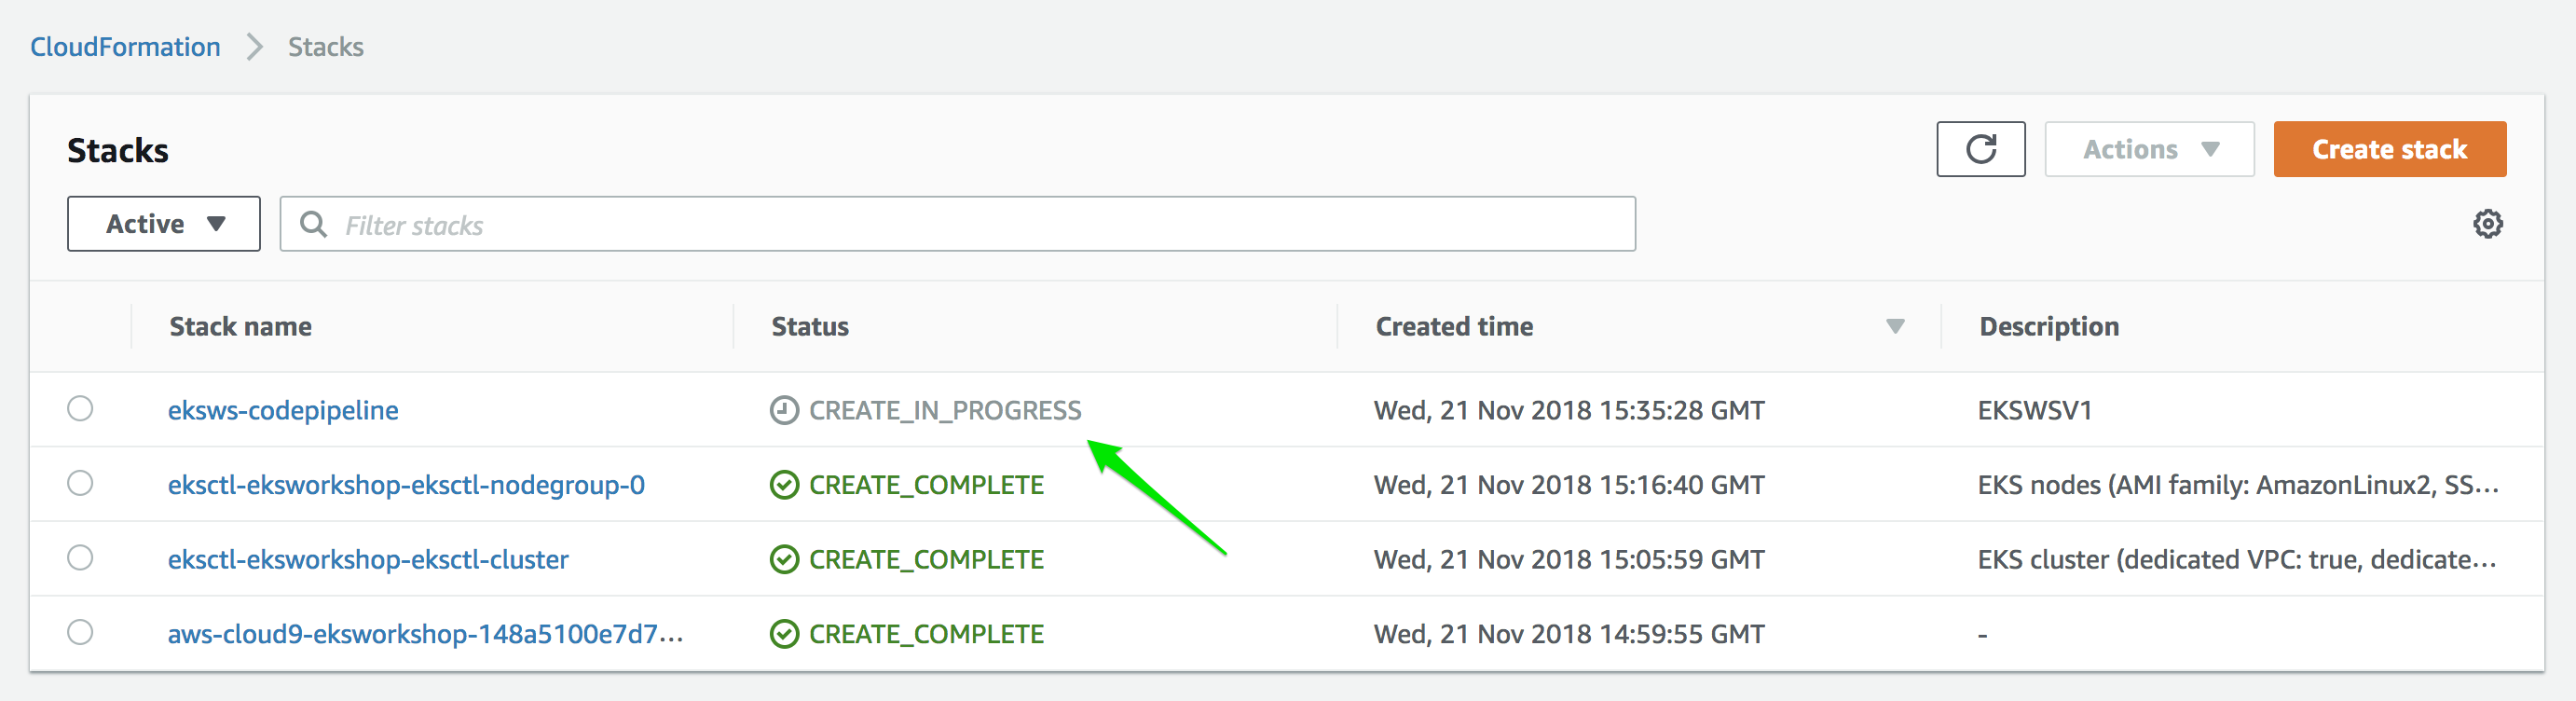 CloudFormation Stacks
Stacks
Actions
Create stack
Active
Filter stacks
Stack name Status Created time Description
eksws-codepipeline CREATE_IN_PROGRESS Wed, 21 Nov 2018 15:35:28 GMT EKSWSV1
eksctl-eksworkshop-eksctl-nodegroup-0 CREATE_COMPLETE Wed, 21 Nov 2018 15:16:40 GMT EKS nodes (AMI family: AmazonLinux2, SS...
eksctl-eksworkshop-eksctl-cluster CREATE_COMPLETE Wed, 21 Nov 2018 15:05:59 GMT EKS cluster (dedicated VPC: true, dedicate...
aws-cloud9-eksworkshop-148a5100e7d7... CREATE_COMPLETE Wed, 21 Nov 2018 14:59:55 GMT -